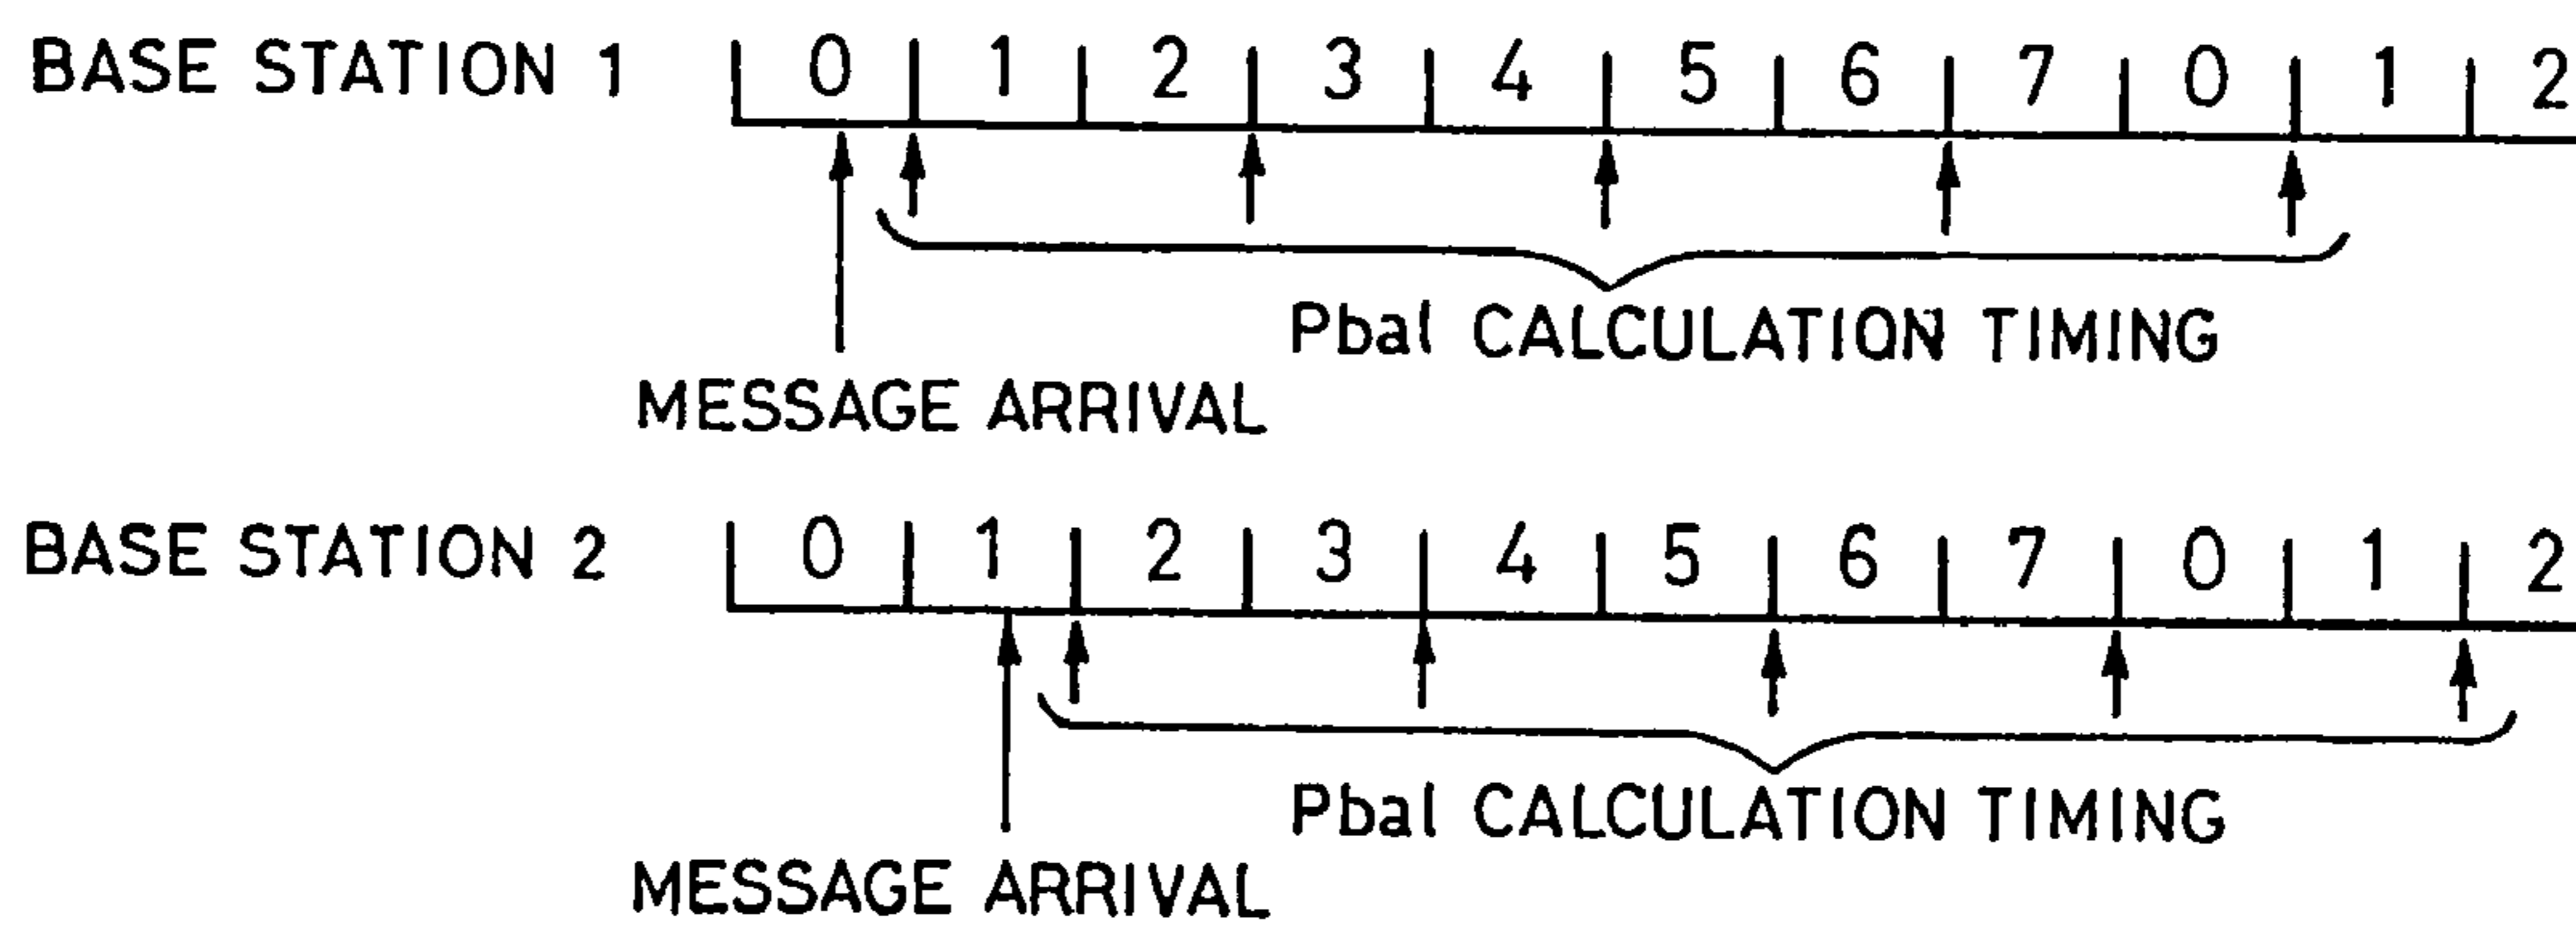 BASE STATION 1 0 1 2 3 4 5 6 7 0 1 2
Pbal CALCULATION TIMING
MESSAGE ARRIVAL
BASE STATION 2 0 1 2 3 4 5 6 7 0 1 2
Pbal CALCULATION TIMING
MESSAGE ARRIVAL